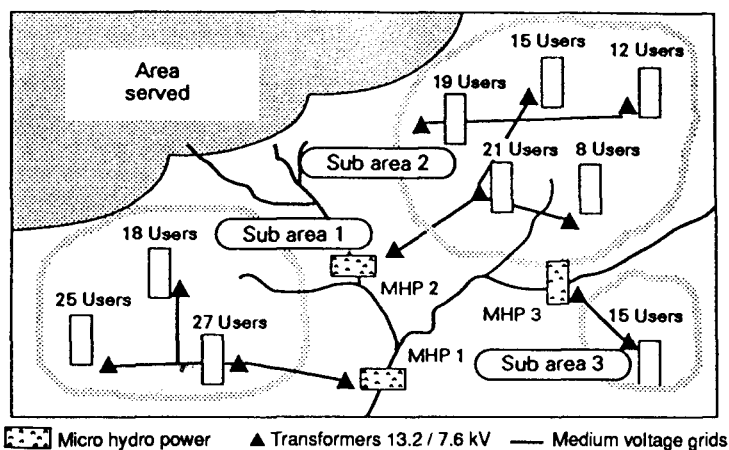 Area
served
15 Users
12 Users
19 Users
Sub area 2
21 Users
8 Users
Sub area 1
18 Users
MHP 2
25 Users
27 Users
MHP 3
15 Users
MHP 1
Sub area 3
Micro hydro power
Transformers 13.2 / 7.6 kV
Medium voltage grids